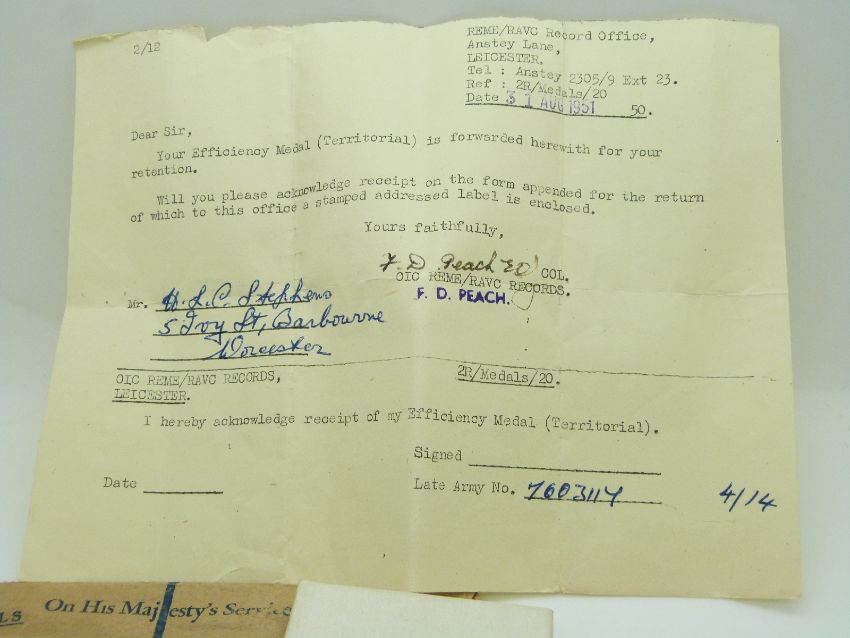 2/12
REME/RAVC Record Office,
Anstey Lane,
LEICESTER.
Tel : Anstey 2305/9 Ext 23.
Ref : 2R/Medals/20
Date 31 AUG 1951 50.
Dear Sir,
Your Efficiency Medal (Territorial) is forwarded herewith for your
retention.
Will you please acknowledge receipt on the form appended for the return
of which to this office a stamped addressed label is enclosed.
Yours faithfully,
F. D. Peach COL.
OIC REME/RAVC RECORDS.
F. D. PEACH.
Mr. H. L. C. Stephens
5 Ivy St, Barbourne
Worcester
OIC REME/RAVC RECORDS,
LEICESTER.
2R/Medals/20.
I hereby acknowledge receipt of my Efficiency Medal (Territorial).
Signed
Date
Late Army No. 7603114
4/14
On His Majesty's Service